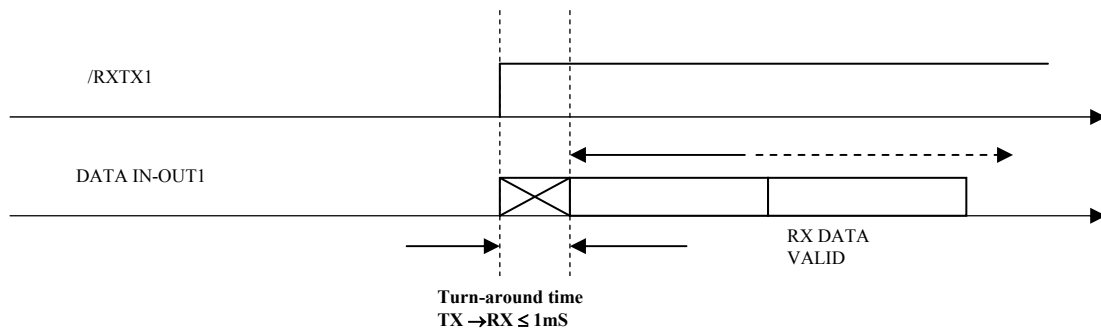 /RXTX1
DATA IN-OUT1
RX DATA
VALID
Turn-around time
TX →RX ≤ 1mS